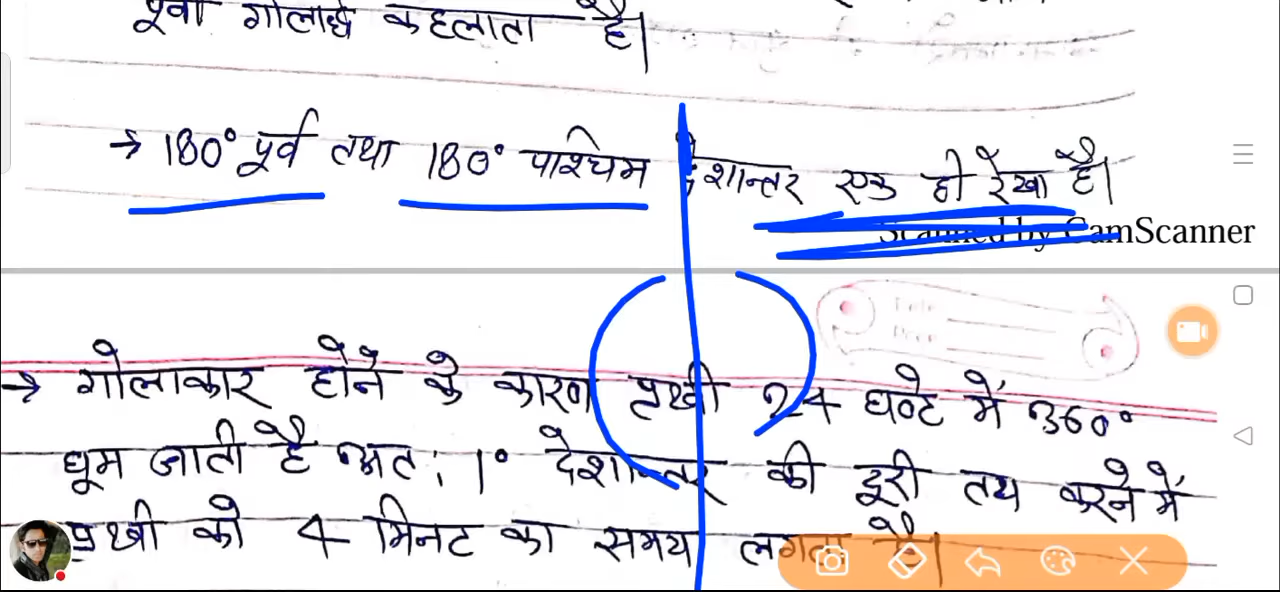 पूर्वी गोलार्द्ध कहलाता है।
→ 180° पूर्व तथा 180° पश्चिम देशान्तर एक ही रेखा है।
Scanned by CamScanner
→ गोलाकार होने के कारण पृथ्वी 24 घण्टे में 360°
घूम जाती है अत: 1° देशान्तर की दूरी तय करने में
पृथ्वी को 4 मिनट का समय लगता है।